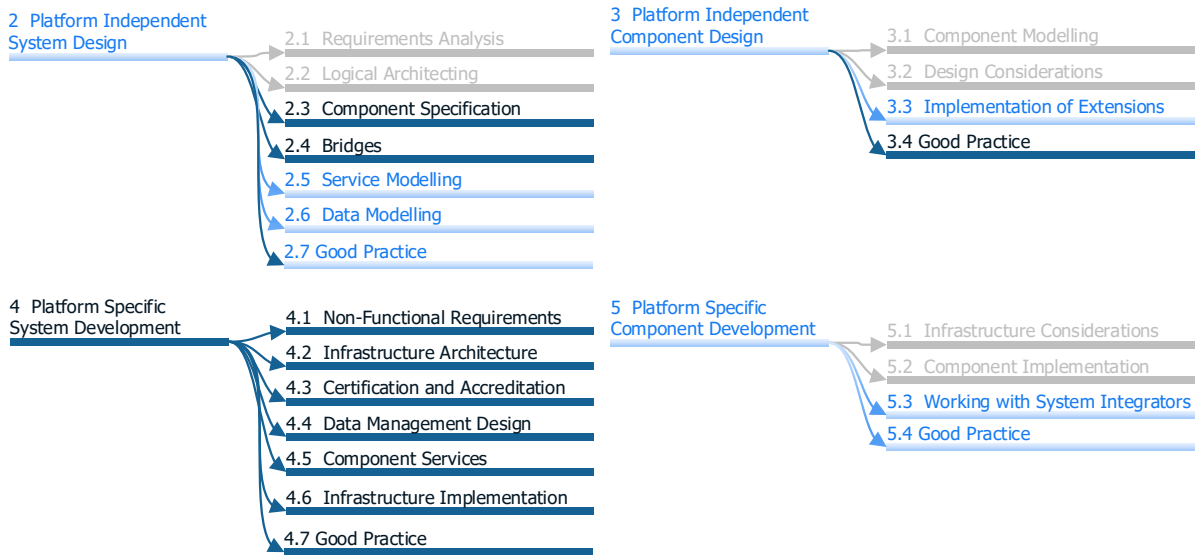 2 Platform Independent
System Design
2.1 Requirements Analysis
2.2 Logical Architecting
2.3 Component Specification
2.4 Bridges
2.5 Service Modelling
2.6 Data Modelling
2.7 Good Practice
3 Platform Independent
Component Design
3.1 Component Modelling
3.2 Design Considerations
3.3 Implementation of Extensions
3.4 Good Practice
4 Platform Specific
System Development
4.1 Non-Functional Requirements
4.2 Infrastructure Architecture
4.3 Certification and Accreditation
4.4 Data Management Design
4.5 Component Services
4.6 Infrastructure Implementation
4.7 Good Practice
5 Platform Specific
Component Development
5.1 Infrastructure Considerations
5.2 Component Implementation
5.3 Working with System Integrators
5.4 Good Practice